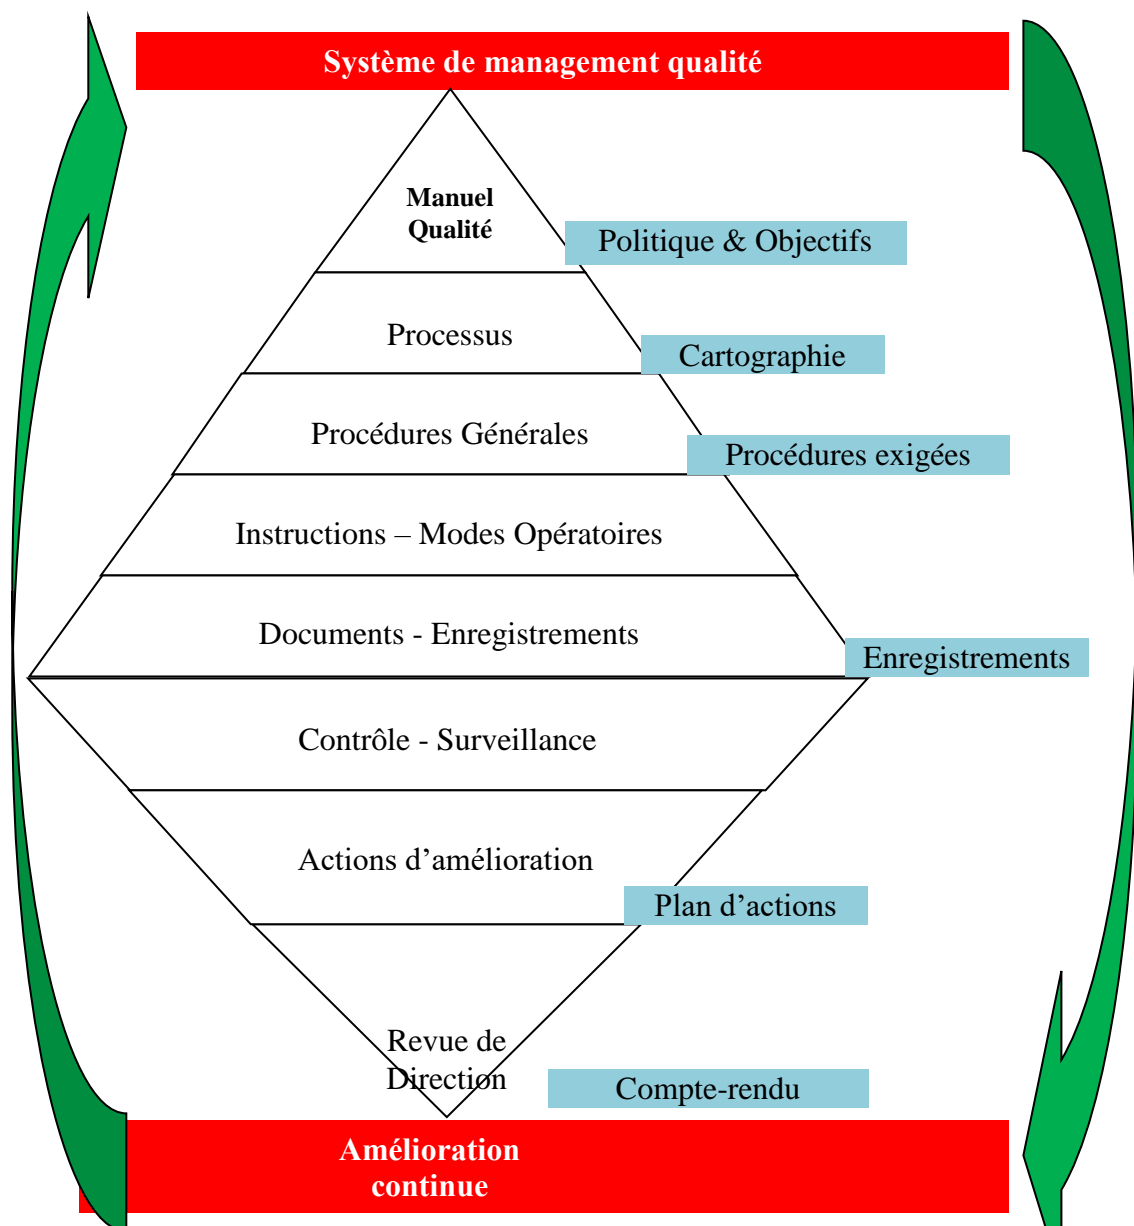 Système de management qualité
Manuel
Qualité
Politique & Objectifs
Processus
Cartographie
Procédures Générales
Procédures exigées
Instructions – Modes Opératoires
Documents - Enregistrements
Enregistrements
Contrôle - Surveillance
Actions d’amélioration
Plan d’actions
Revue de
Direction
Compte-rendu
Amélioration
continue